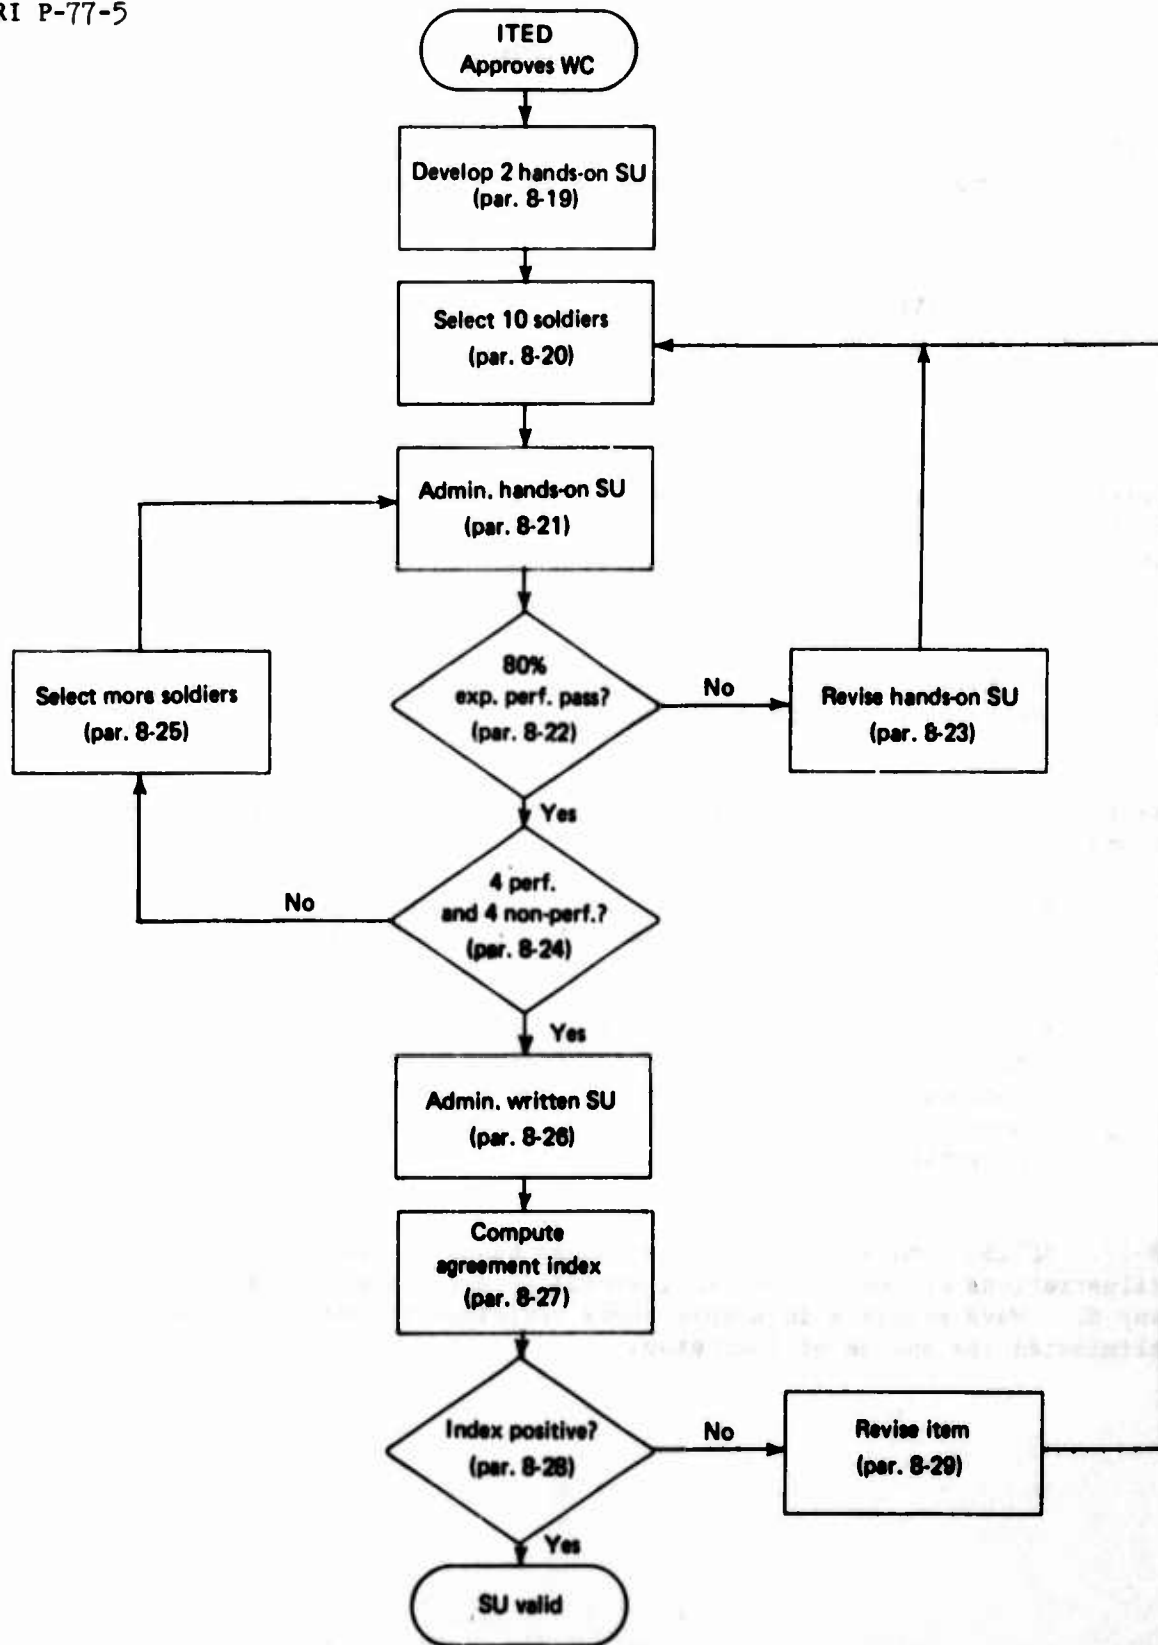 RI P-77-5
ITED
Approves WC
Develop 2 hands-on SU
(par. 8-19)
Select 10 soldiers
(par. 8-20)
Admin. hands-on SU
(par. 8-21)
80%
exp. perf. pass?
(par. 8-22)
No
Revise hands-on SU
(par. 8-23)
Select more soldiers
(par. 8-25)
Yes
4 perf.
and 4 non-perf.?
(par. 8-24)
No
Yes
Admin. written SU
(par. 8-26)
Compute
agreement index
(par. 8-27)
Index positive?
(par. 8-28)
No
Revise item
(par. 8-29)
Yes
SU valid